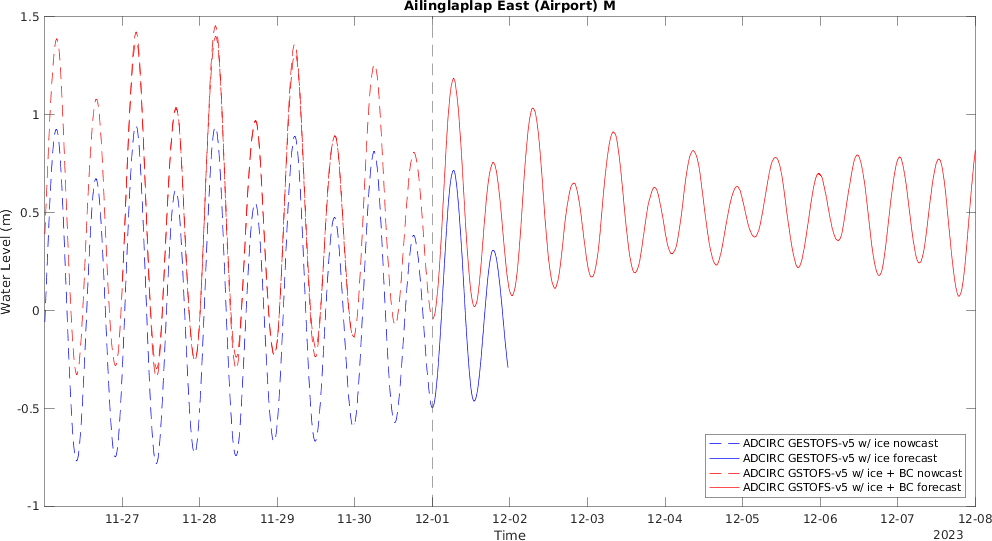 Ailinglaplap East (Airport) M
1.5
1
0.5
0
-0.5
-1
Water Level (m)
11-27 11-28 11-29 11-30 12-01 12-02 12-03 12-04 12-05 12-06 12-07 12-08
Time
2023
ADCIRC GESTOFS-v5 w/ ice nowcast
ADCIRC GESTOFS-v5 w/ ice forecast
ADCIRC GSTOFS-v5 w/ ice + BC nowcast
ADCIRC GSTOFS-v5 w/ ice + BC forecast